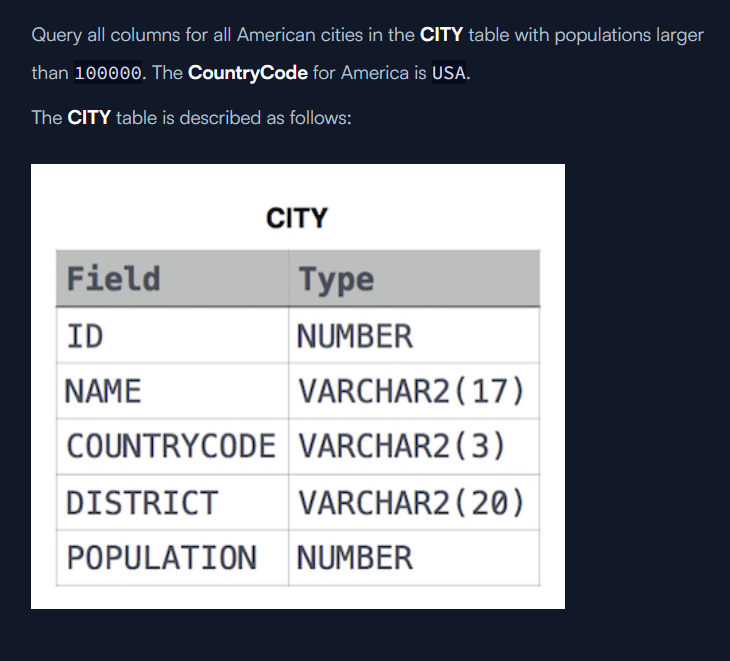 Query all columns for all American cities in the CITY table with populations larger
than 100000. The CountryCode for America is USA.
The CITY table is described as follows:
CITY
Field Type
ID NUMBER
NAME VARCHAR2(17)
COUNTRYCODE VARCHAR2(3)
DISTRICT VARCHAR2(20)
POPULATION NUMBER